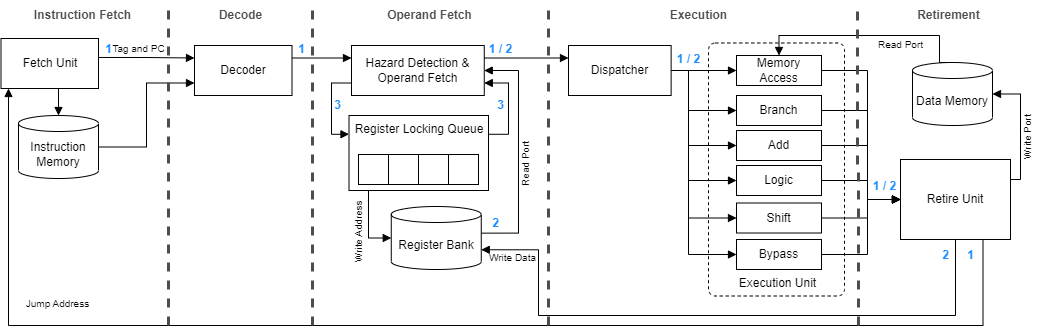 Instruction Fetch
Decode
Operand Fetch
Execution
Retirement
Fetch Unit
1
Tag and PC
Instruction
Memory
Jump Address
Decoder
1
Hazard Detection &
Operand Fetch
1 / 2
3
3
Register Locking Queue
Write Address
Read Port
Register Bank
2
Write Data
Dispatcher
1 / 2
Memory
Access
Branch
Add
Logic
Shift
Bypass
Execution Unit
Read Port
Data Memory
Write Port
1 / 2
Retire Unit
2
1